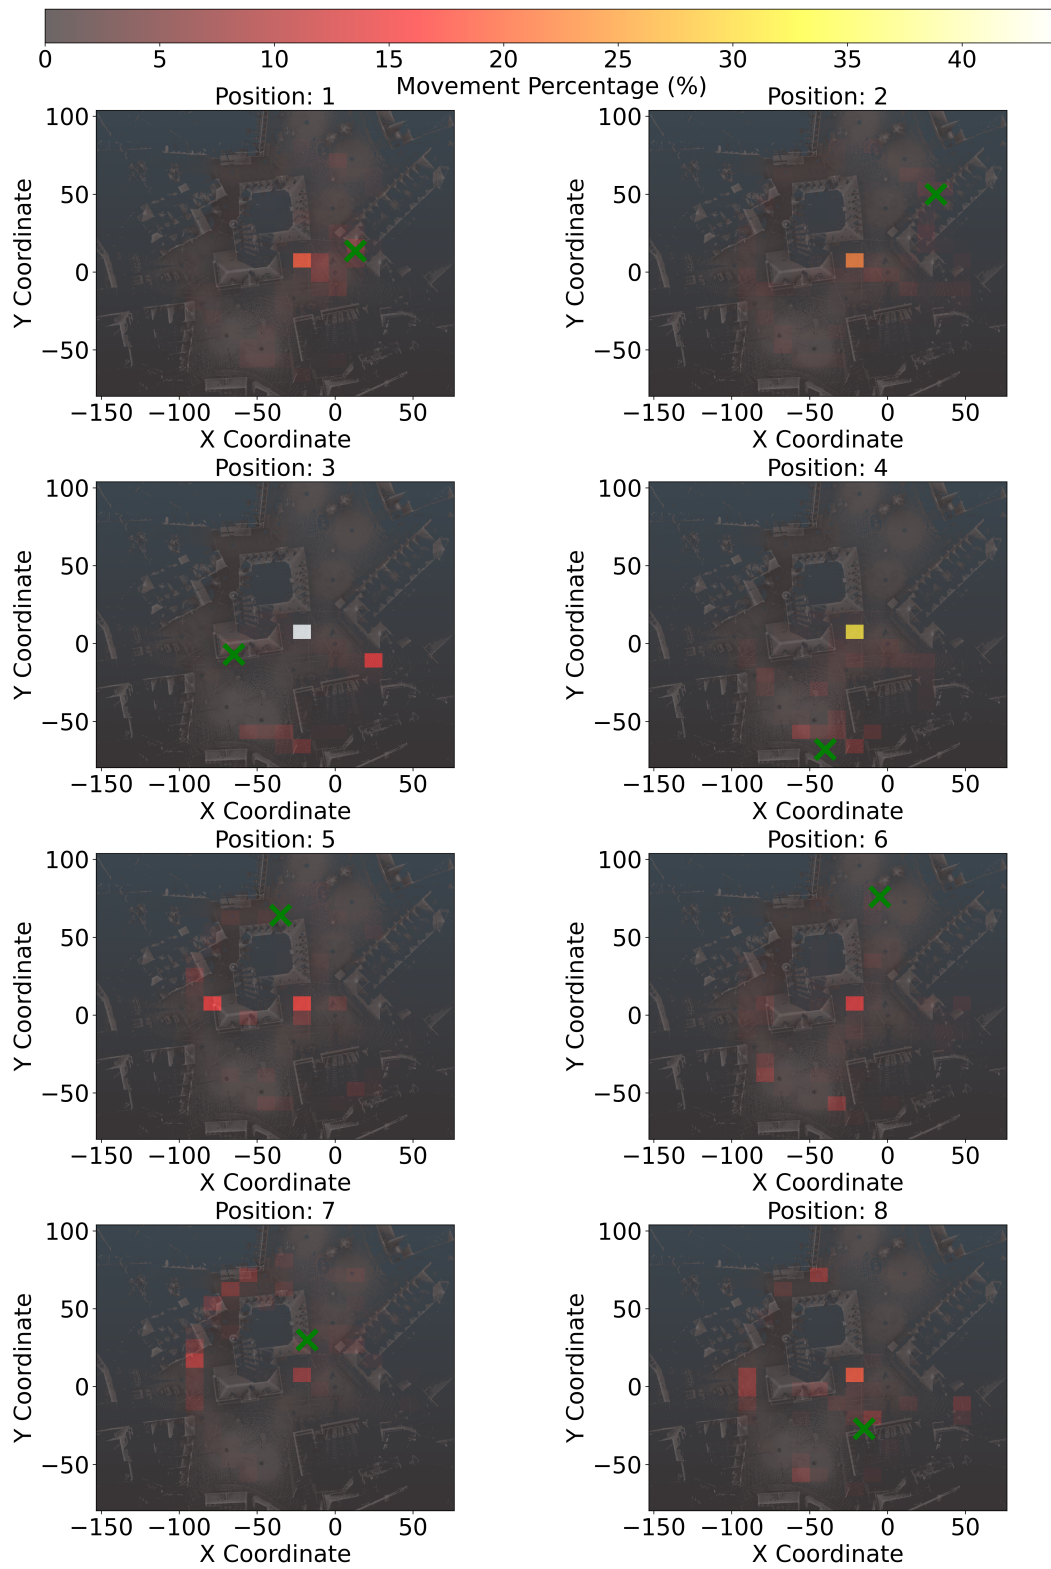 0 5 10 15 20 25 30 35 40
Movement Percentage (%)
Position: 1 Position: 2
100 100
50 50
0 0
−50 −50
Y Coordinate Y Coordinate
−150 −100 −50 0 50 −150 −100 −50 0 50
X Coordinate X Coordinate
Position: 3 Position: 4
100 100
50 50
0 0
−50 −50
Y Coordinate Y Coordinate
−150 −100 −50 0 50 −150 −100 −50 0 50
X Coordinate X Coordinate
Position: 5 Position: 6
100 100
50 50
0 0
−50 −50
Y Coordinate Y Coordinate
−150 −100 −50 0 50 −150 −100 −50 0 50
X Coordinate X Coordinate
Position: 7 Position: 8
100 100
50 50
0 0
−50 −50
Y Coordinate Y Coordinate
−150 −100 −50 0 50 −150 −100 −50 0 50
X Coordinate X Coordinate